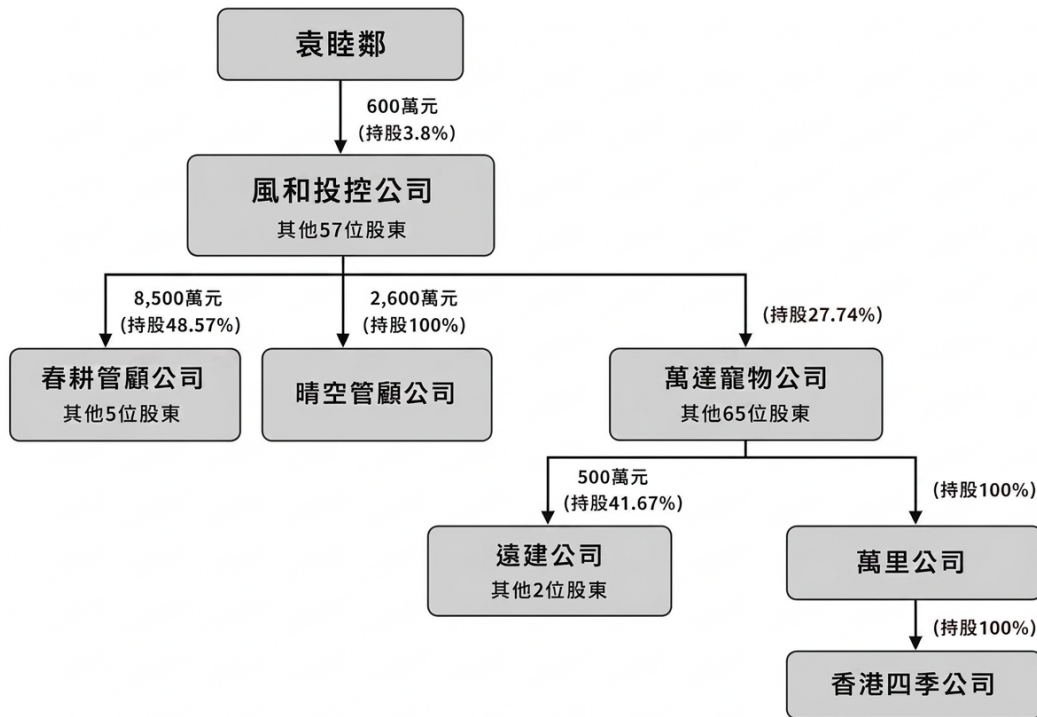 袁睦鄰
600萬元
(持股3.8%)
風和投控公司
其他57位股東
8,500萬元
(持股48.57%)
2,600萬元
(持股100%)
(持股27.74%)
春耕管顧公司
其他5位股東
晴空管顧公司
萬達寵物公司
其他65位股東
500萬元
(持股41.67%)
(持股100%)
遠建公司
其他2位股東
萬里公司
(持股100%)
香港四季公司